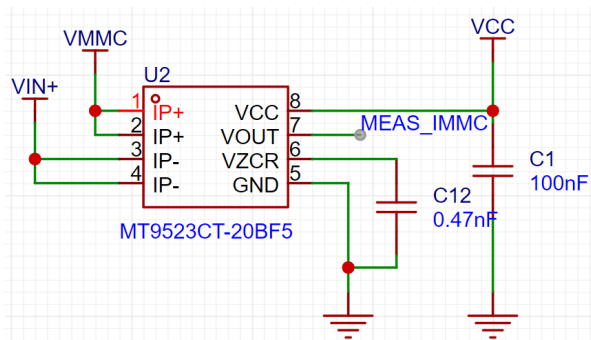 VMMC
VCC
VIN+
U2
1 IP+ VCC 8
2 IP+ VOUT 7 MEAS_IMMC
3 IP- VZCR 6
4 IP- GND 5
C1
100nF
C12
0.47nF
MT9523CT-20BF5